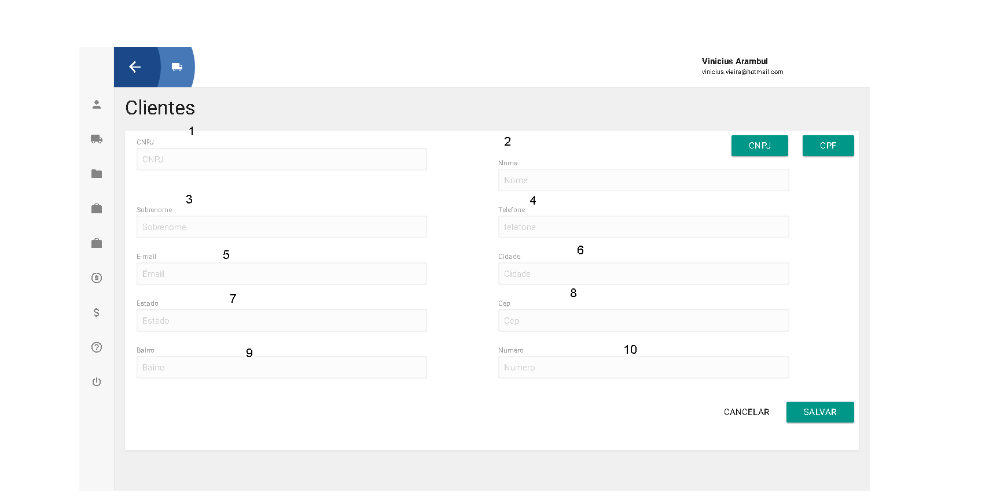 Vinicius Arambul
vinicius.vieira@hotmail.com
Clientes
1
CNPJ
CNPJ
2
CNPJ
CPF
Nome
Nome
3
Sobrenome
Sobrenome
4
Telefone
telefone
5
E-mail
Email
6
Cidade
Cidade
7
Estado
Estado
8
Cep
Cep
9
Bairro
Bairro
10
Numero
Numero
CANCELAR
SALVAR